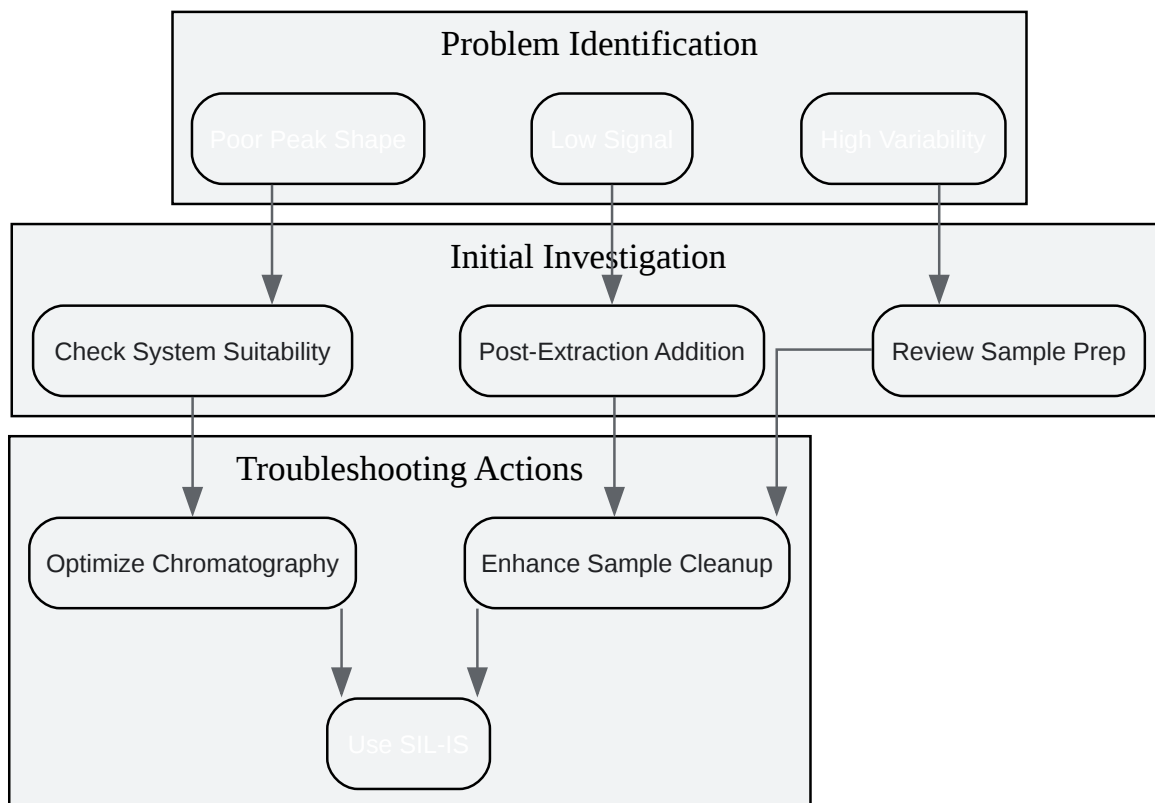 Problem Identification
Poor Peak Shape
Low Signal
High Variability
Initial Investigation
Check System Suitability
Post-Extraction Addition
Review Sample Prep
Troubleshooting Actions
Optimize Chromatography
Enhance Sample Cleanup
Use SIL-IS